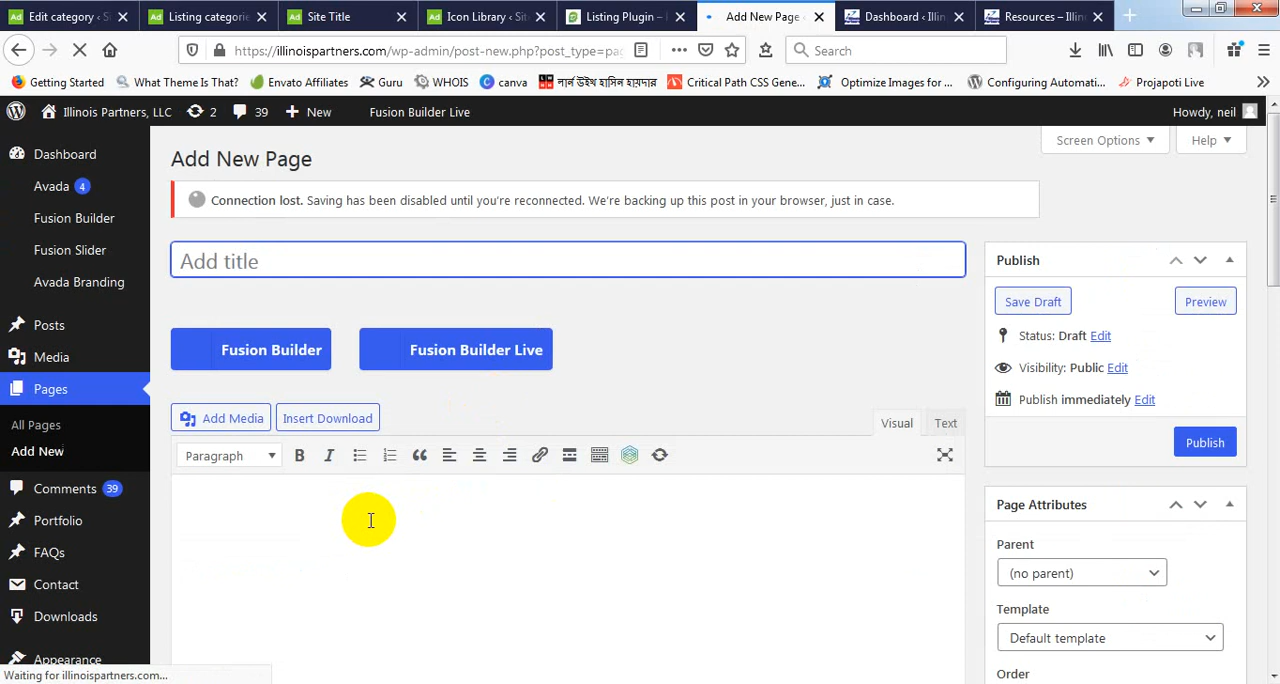 Edit category ‹ Si
Listing categorie
Site Title
Icon Library ‹ Site
Listing Plugin –
Add New Page ‹
Dashboard ‹ Illin
Resources – Illin
https://illinoispartners.com/wp-admin/post-new.php?post_type=pag
Search
Getting Started
What Theme Is That?
Envato Affiliates
Guru
WHOIS
canva
লার্ন উইথ হাসিন হায়দার
Critical Path CSS Gene...
Optimize Images for ...
Configuring Automati...
Projapoti Live
Illinois Partners, LLC
2
39
New
Fusion Builder Live
Howdy, neil
Dashboard
Avada 4
Fusion Builder
Fusion Slider
Avada Branding
Posts
Media
Pages
All Pages
Add New
Comments 39
Portfolio
FAQs
Contact
Downloads
Appearance
Screen Options
Help
Add New Page
Connection lost. Saving has been disabled until you're reconnected. We're backing up this post in your browser, just in case.
Add title
Fusion Builder
Fusion Builder Live
Add Media
Insert Download
Visual
Text
Paragraph
Publish
Save Draft
Preview
Status: Draft Edit
Visibility: Public Edit
Publish immediately Edit
Publish
Page Attributes
Parent
(no parent)
Template
Default template
Order
Waiting for illinoispartners.com...